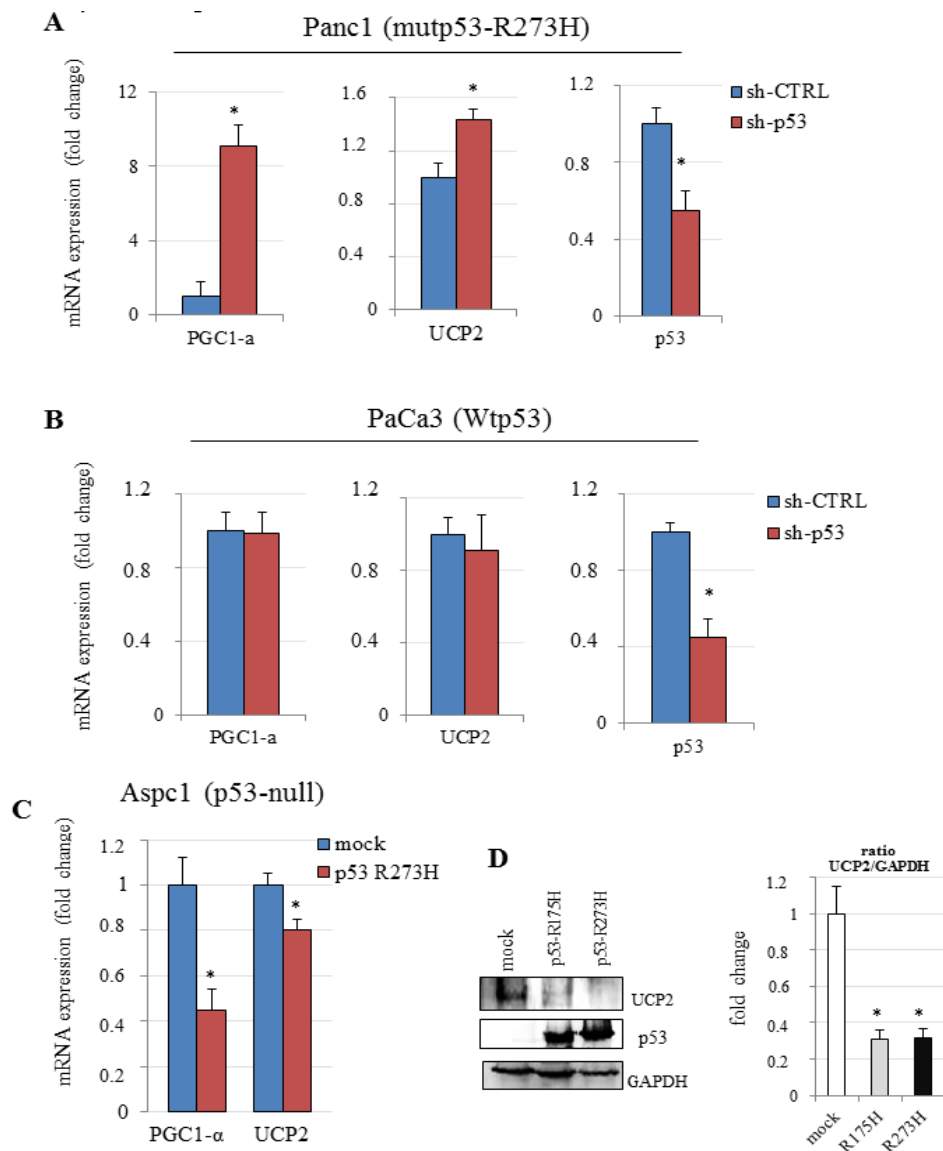 A
Panc1 (mutp53-R273H)
mRNA expression (fold change)
12
8
4
0
PGC1-a
*
1.6
1.2
0.8
0.4
0
UCP2
*
1.2
0.8
0.4
0
p53
*
sh-CTRL
sh-p53
B
PaCa3 (Wtp53)
mRNA expression (fold change)
1.2
0.8
0.4
0
PGC1-a
1.2
0.8
0.4
0
UCP2
1.2
0.8
0.4
0
p53
*
sh-CTRL
sh-p53
C
Aspc1 (p53-null)
mRNA expression (fold change)
1.2
1
0.8
0.6
0.4
0.2
0
PGC1-α
UCP2
*
*
mock
p53 R273H
D
mock
p53-R175H
p53-R273H
UCP2
p53
GAPDH
ratio
UCP2/GAPDH
fold change
1.2
1
0.8
0.6
0.4
0.2
0
*
*
mock
R175H
R273H